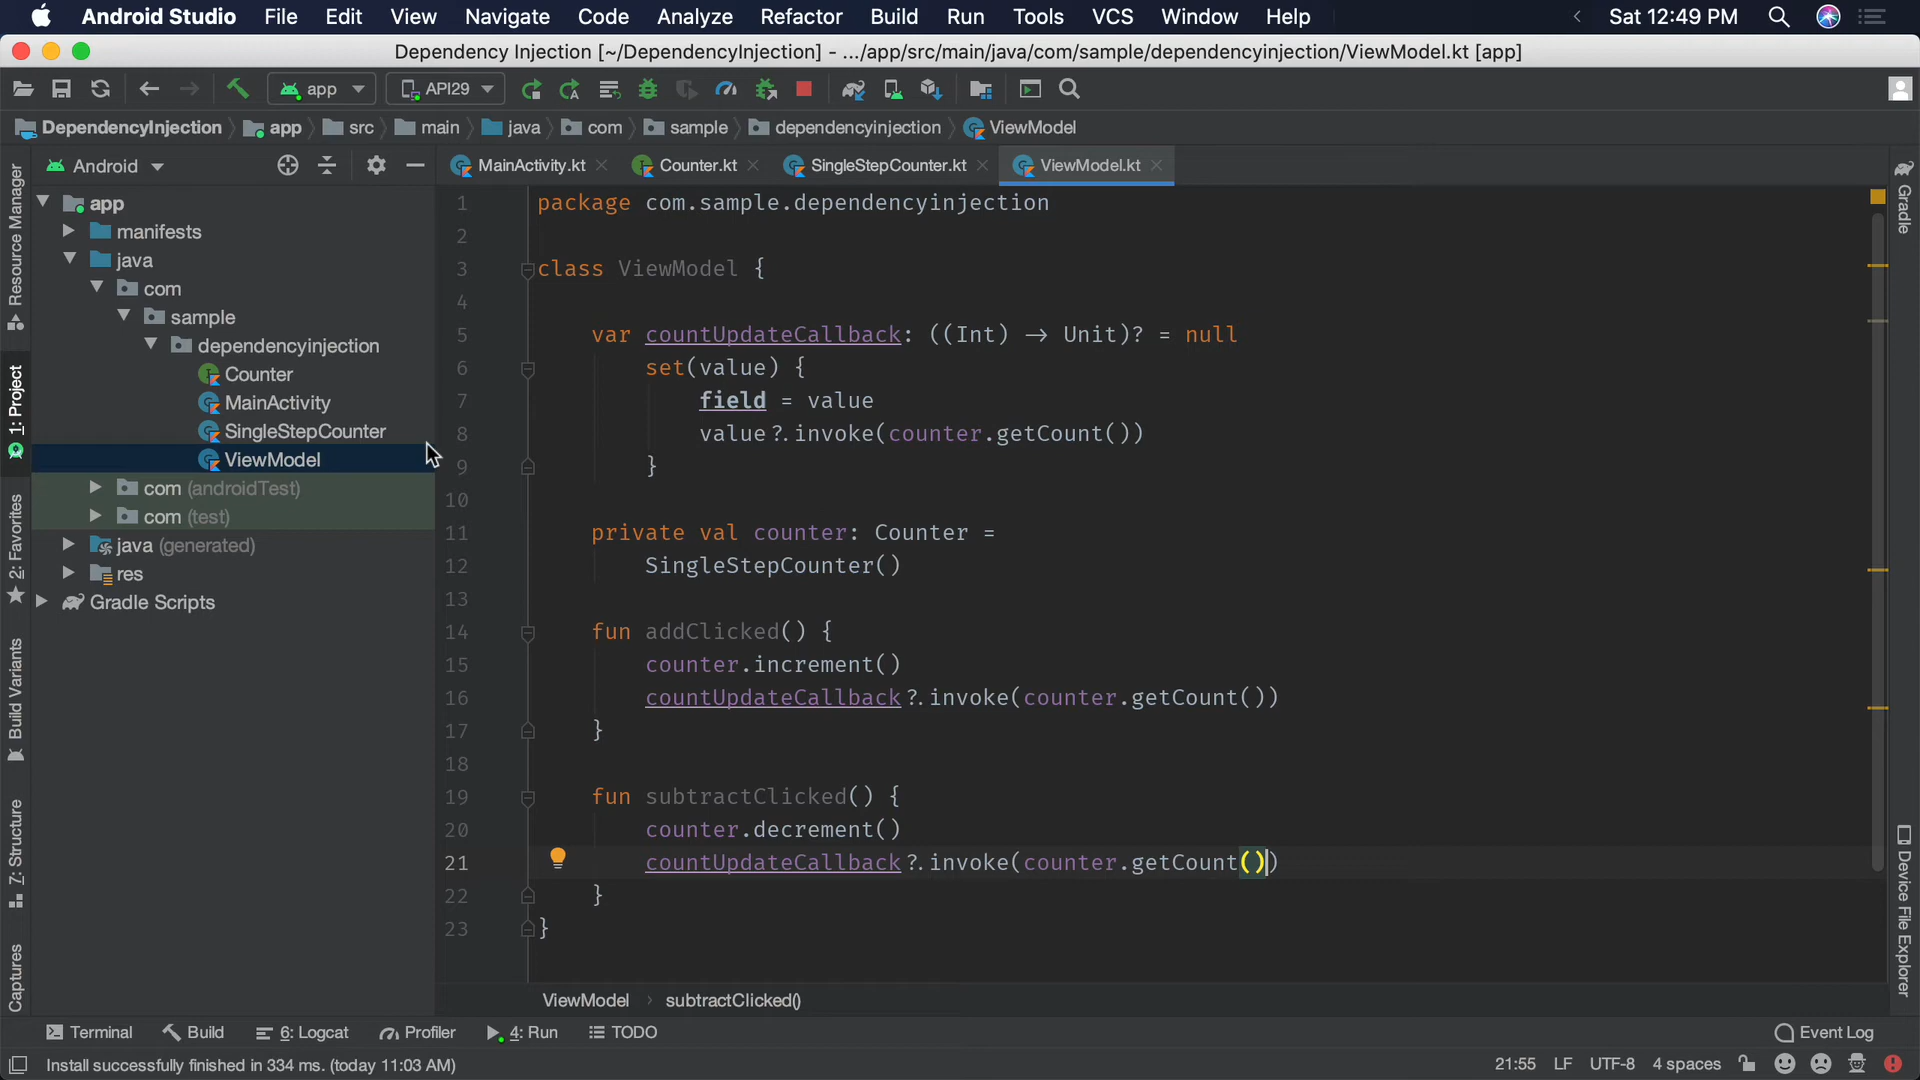 Android Studio File Edit View Navigate Code Analyze Refactor Build Run Tools VCS Window Help Sat 12:49 PM
Dependency Injection [~/DependencyInjection] - .../app/src/main/java/com/sample/dependencyinjection/ViewModel.kt [app]
app API29
DependencyInjection app src main java com sample dependencyinjection ViewModel
Android
MainActivity.kt Counter.kt SingleStepCounter.kt ViewModel.kt
Resource Manager
1: Project
2: Favorites
Build Variants
7: Structure
Captures
app
manifests
java
com
sample
dependencyinjection
Counter
MainActivity
SingleStepCounter
ViewModel
com (androidTest)
com (test)
java (generated)
res
Gradle Scripts
1 package com.sample.dependencyinjection
2
3 class ViewModel {
4
5 var countUpdateCallback: ((Int) → Unit)? = null
6 set(value) {
7 field = value
8 value?.invoke(counter.getCount())
9 }
10
11 private val counter: Counter =
12 SingleStepCounter()
13
14 fun addClicked() {
15 counter.increment()
16 countUpdateCallback?.invoke(counter.getCount())
17 }
18
19 fun subtractClicked() {
20 counter.decrement()
21 countUpdateCallback?.invoke(counter.getCount())
22 }
23 }
ViewModel › subtractClicked()
Gradle
Device File Explorer
Terminal Build 6: Logcat Profiler 4: Run TODO Event Log
Install successfully finished in 334 ms. (today 11:03 AM) 21:55 LF UTF-8 4 spaces